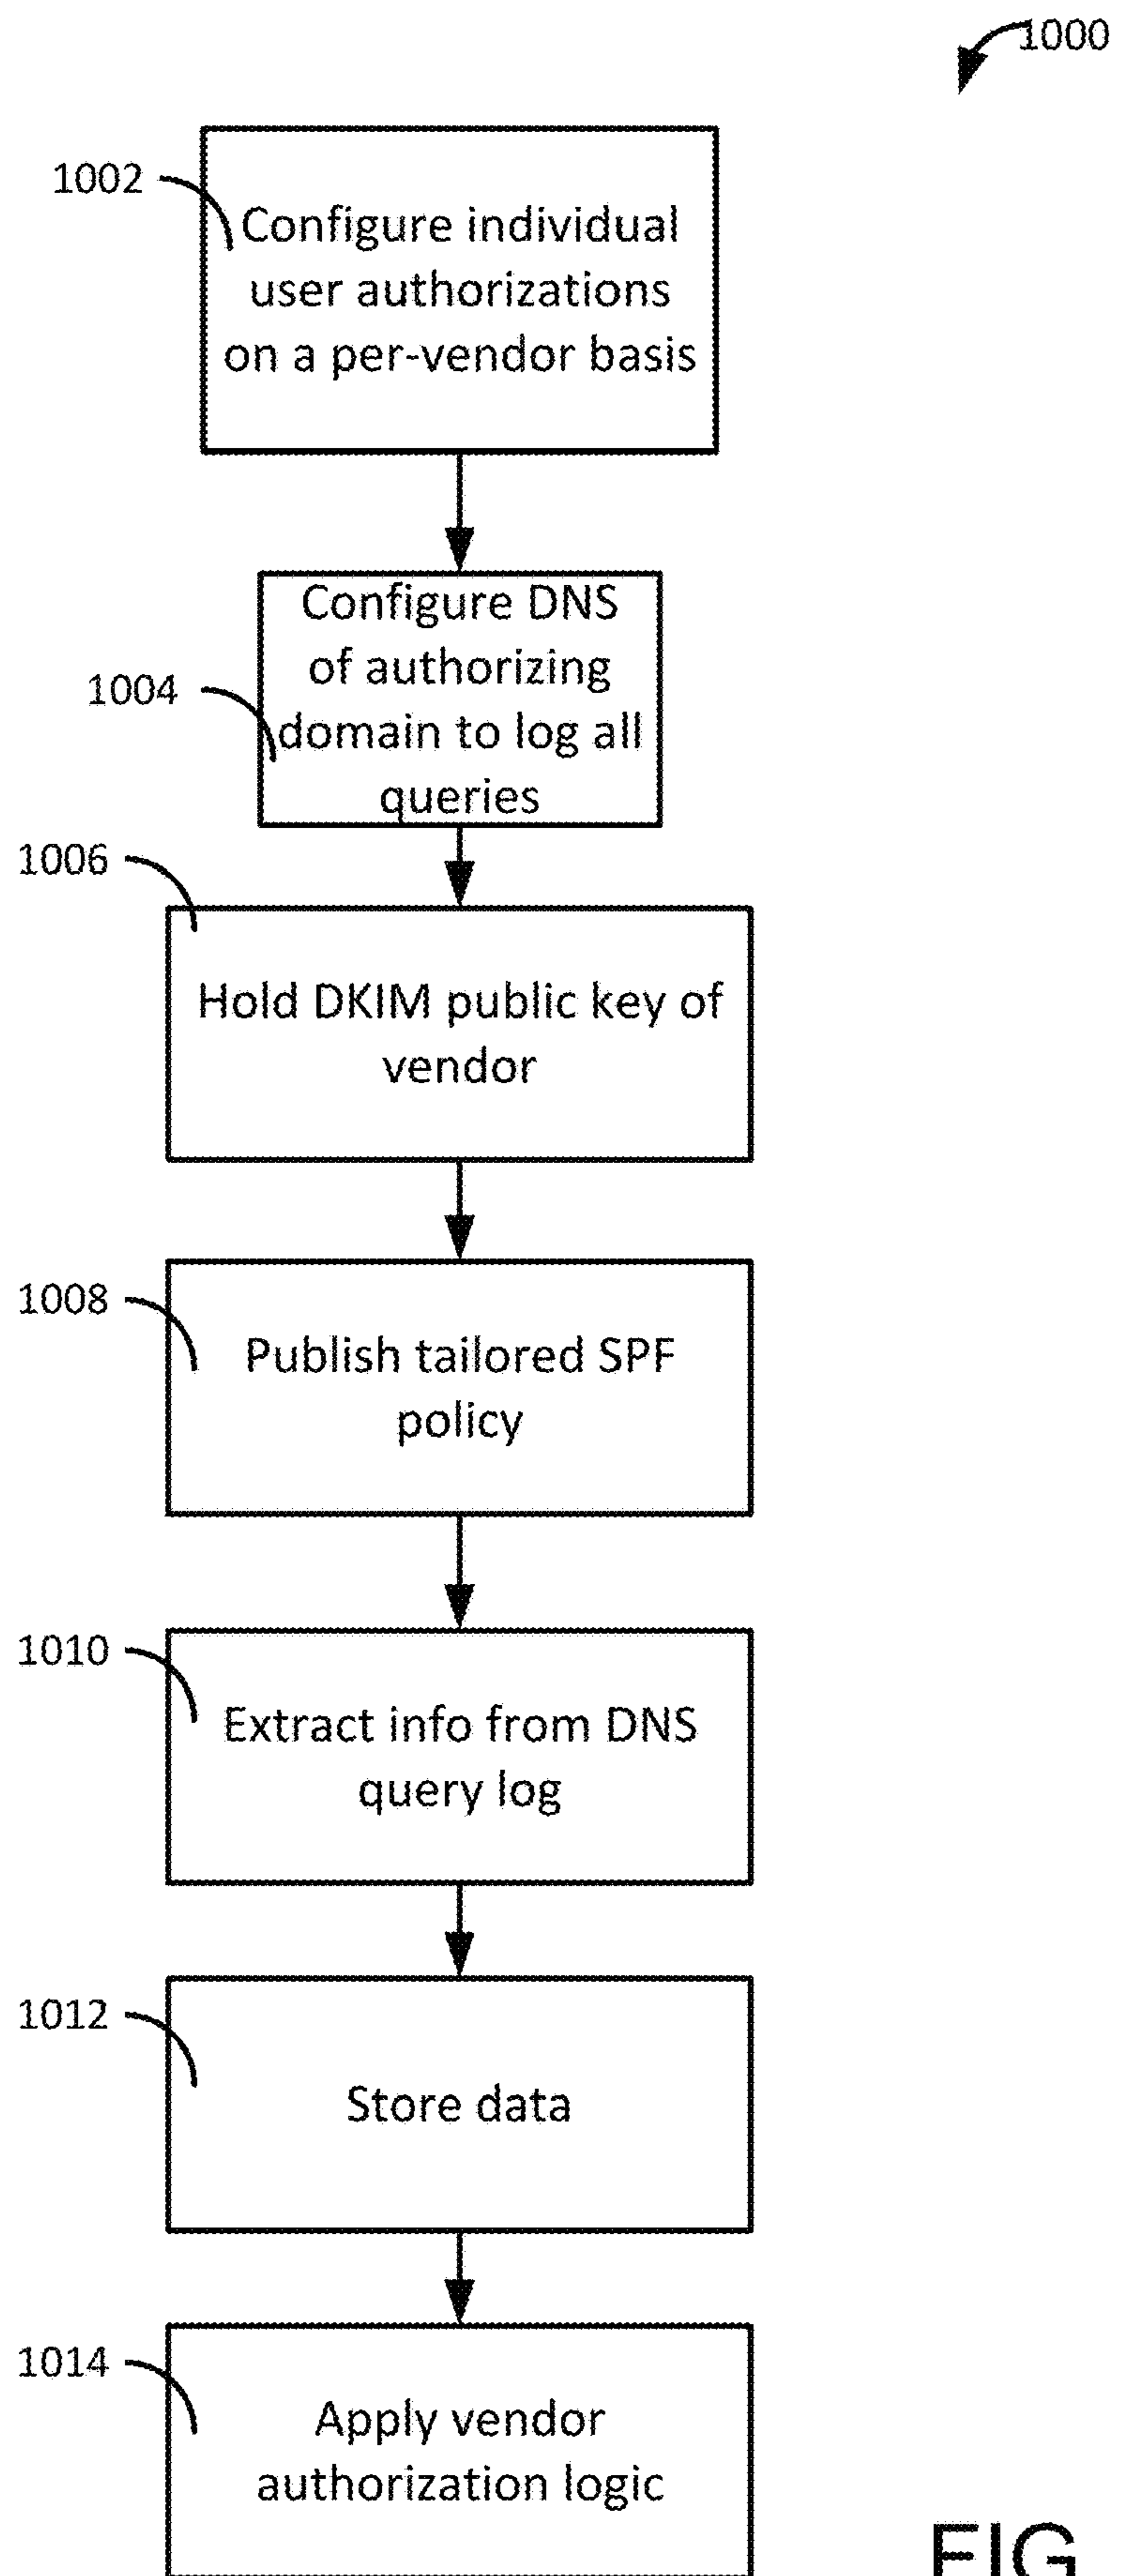 1000
1002
Configure individual
user authorizations
on a per-vendor basis
1004
Configure DNS
of authorizing
domain to log all
queries
1006
Hold DKIM public key of
vendor
1008
Publish tailored SPF
policy
1010
Extract info from DNS
query log
1012
Store data
1014
Apply vendor
authorization logic
FIG